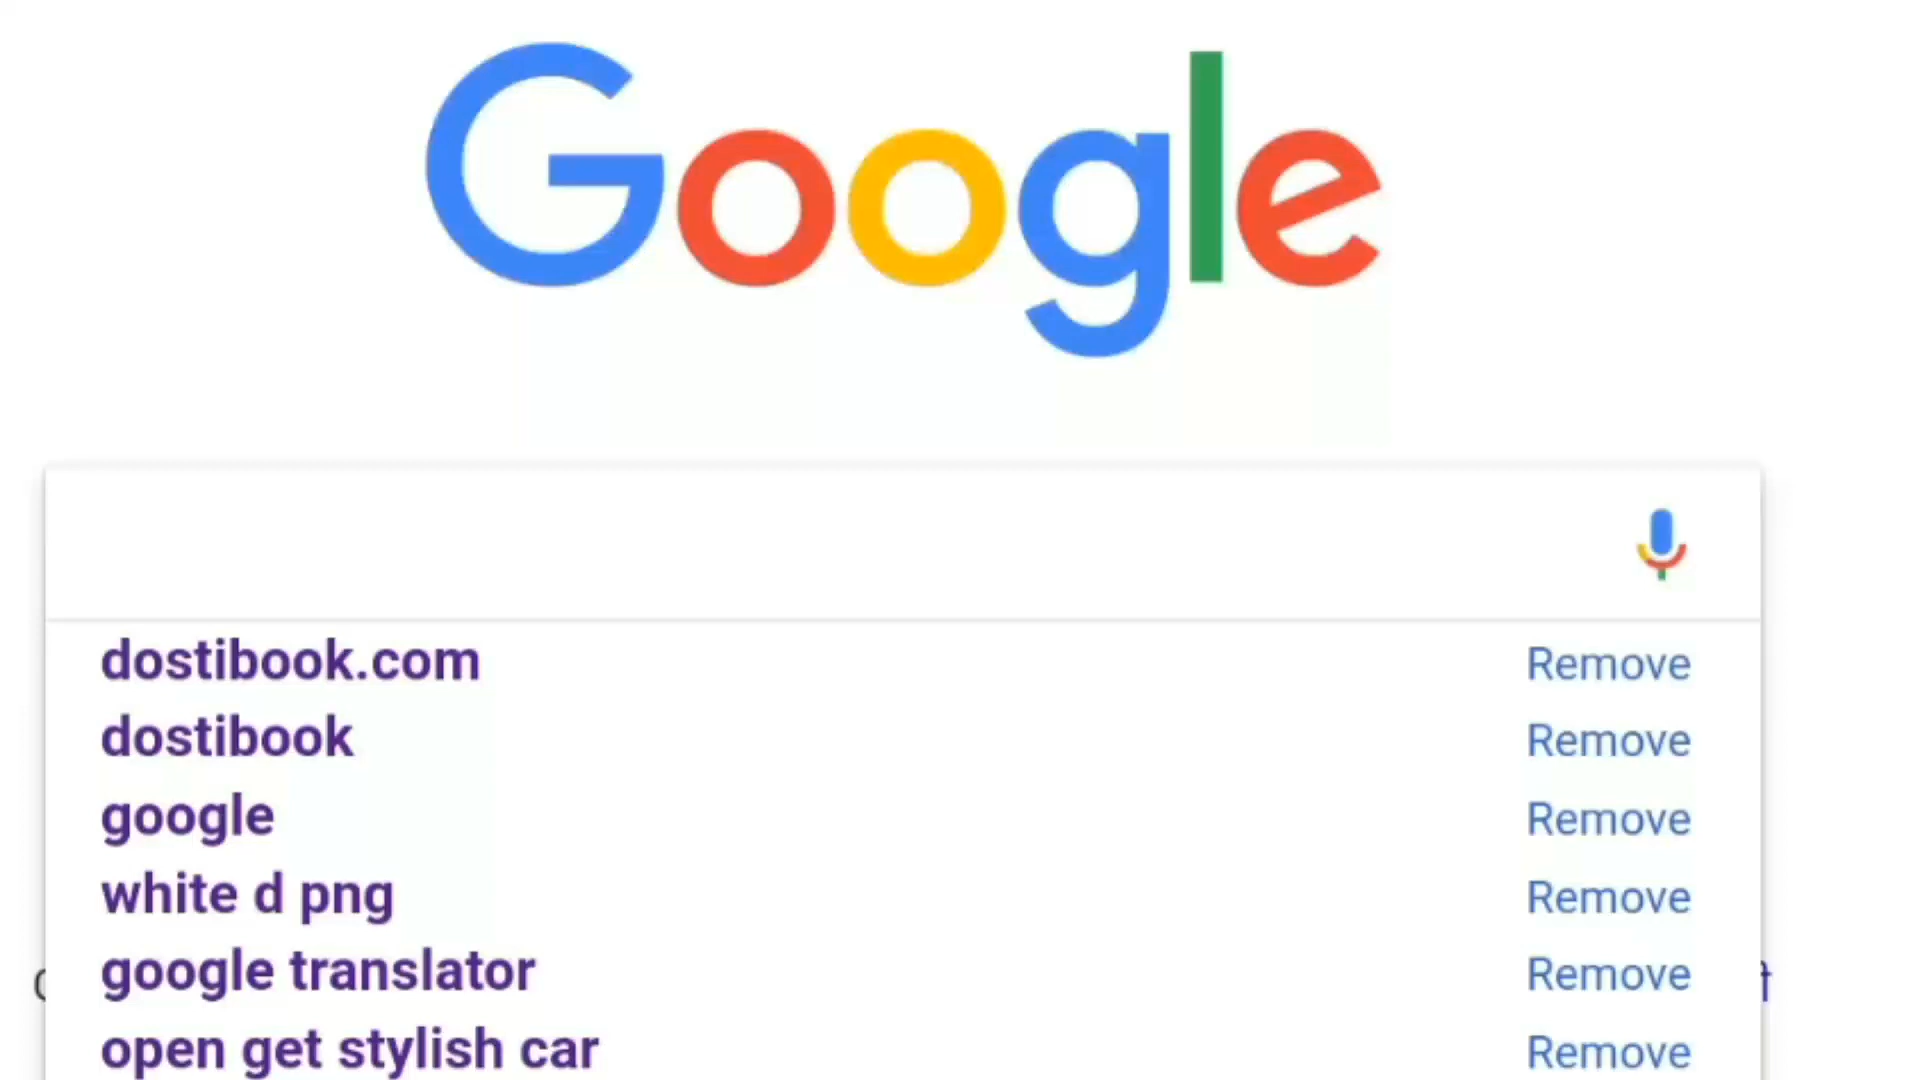 Google
dostibook.com Remove
dostibook Remove
google Remove
white d png Remove
google translator Remove
open get stylish car Remove